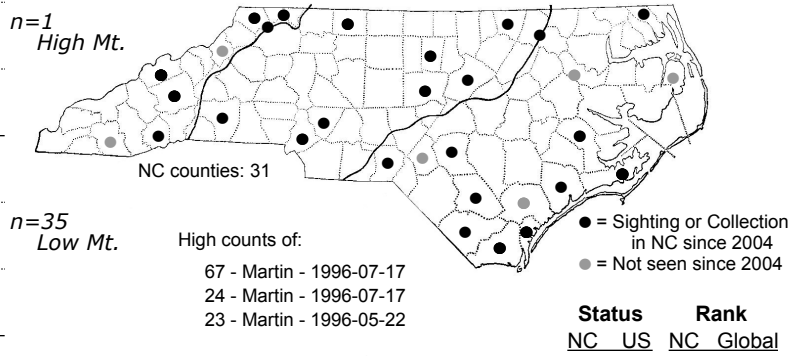 n=1
High Mt.
NC counties: 31
n=35
Low Mt.
High counts of:
67 - Martin - 1996-07-17
24 - Martin - 1996-07-17
23 - Martin - 1996-05-22
= Sighting or Collection
in NC since 2004
= Not seen since 2004
Status Rank
NC US NC Global